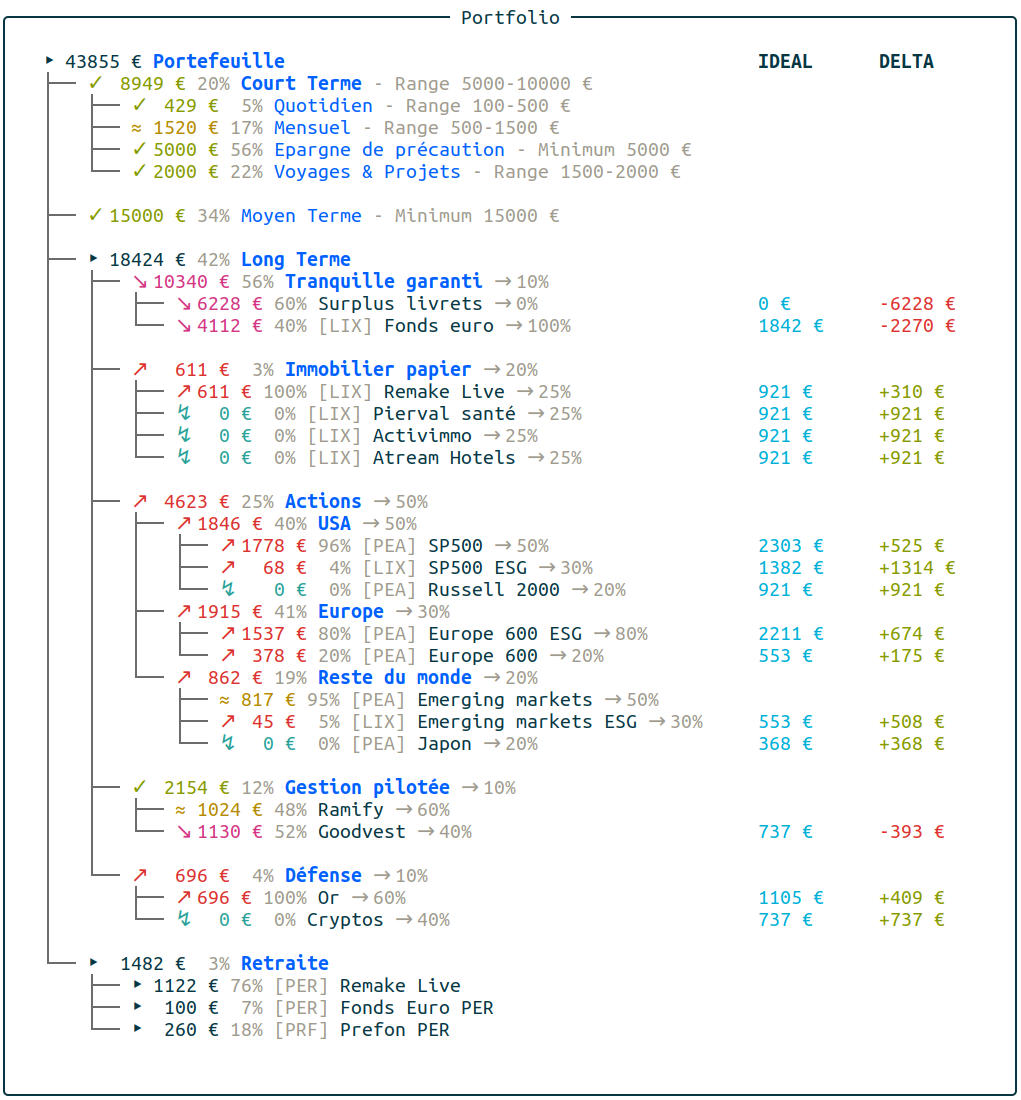 Portfolio
▸ 43855 € Portefeuille IDEAL DELTA
✓ 8949 € 20% Court Terme - Range 5000-10000 €
✓ 429 € 5% Quotidien - Range 100-500 €
≈ 1520 € 17% Mensuel - Range 500-1500 €
✓ 5000 € 56% Epargne de précaution - Minimum 5000 €
✓ 2000 € 22% Voyages & Projets - Range 1500-2000 €
✓ 15000 € 34% Moyen Terme - Minimum 15000 €
▸ 18424 € 42% Long Terme
↘ 10340 € 56% Tranquille garanti → 10%
↘ 6228 € 60% Surplus livrets → 0% 0 € -6228 €
↘ 4112 € 40% [LIX] Fonds euro → 100% 1842 € -2270 €
↗ 611 € 3% Immobilier papier → 20%
↗ 611 € 100% [LIX] Remake Live → 25% 921 € +310 €
↯ 0 € 0% [LIX] Pierval santé → 25% 921 € +921 €
↯ 0 € 0% [LIX] Activimmo → 25% 921 € +921 €
↯ 0 € 0% [LIX] Atream Hotels → 25% 921 € +921 €
↗ 4623 € 25% Actions → 50%
↗ 1846 € 40% USA → 50%
↗ 1778 € 96% [PEA] SP500 → 50% 2303 € +525 €
↗ 68 € 4% [LIX] SP500 ESG → 30% 1382 € +1314 €
↯ 0 € 0% [PEA] Russell 2000 → 20% 921 € +921 €
↗ 1915 € 41% Europe → 30%
↗ 1537 € 80% [PEA] Europe 600 ESG → 80% 2211 € +674 €
↗ 378 € 20% [PEA] Europe 600 → 20% 553 € +175 €
↗ 862 € 19% Reste du monde → 20%
≈ 817 € 95% [PEA] Emerging markets → 50%
↗ 45 € 5% [LIX] Emerging markets ESG → 30% 553 € +508 €
↯ 0 € 0% [PEA] Japon → 20% 368 € +368 €
✓ 2154 € 12% Gestion pilotée → 10%
≈ 1024 € 48% Ramify → 60%
↘ 1130 € 52% Goodvest → 40% 737 € -393 €
↗ 696 € 4% Défense → 10%
↗ 696 € 100% Or → 60% 1105 € +409 €
↯ 0 € 0% Cryptos → 40% 737 € +737 €
▸ 1482 € 3% Retraite
▸ 1122 € 76% [PER] Remake Live
▸ 100 € 7% [PER] Fonds Euro PER
▸ 260 € 18% [PRF] Prefon PER